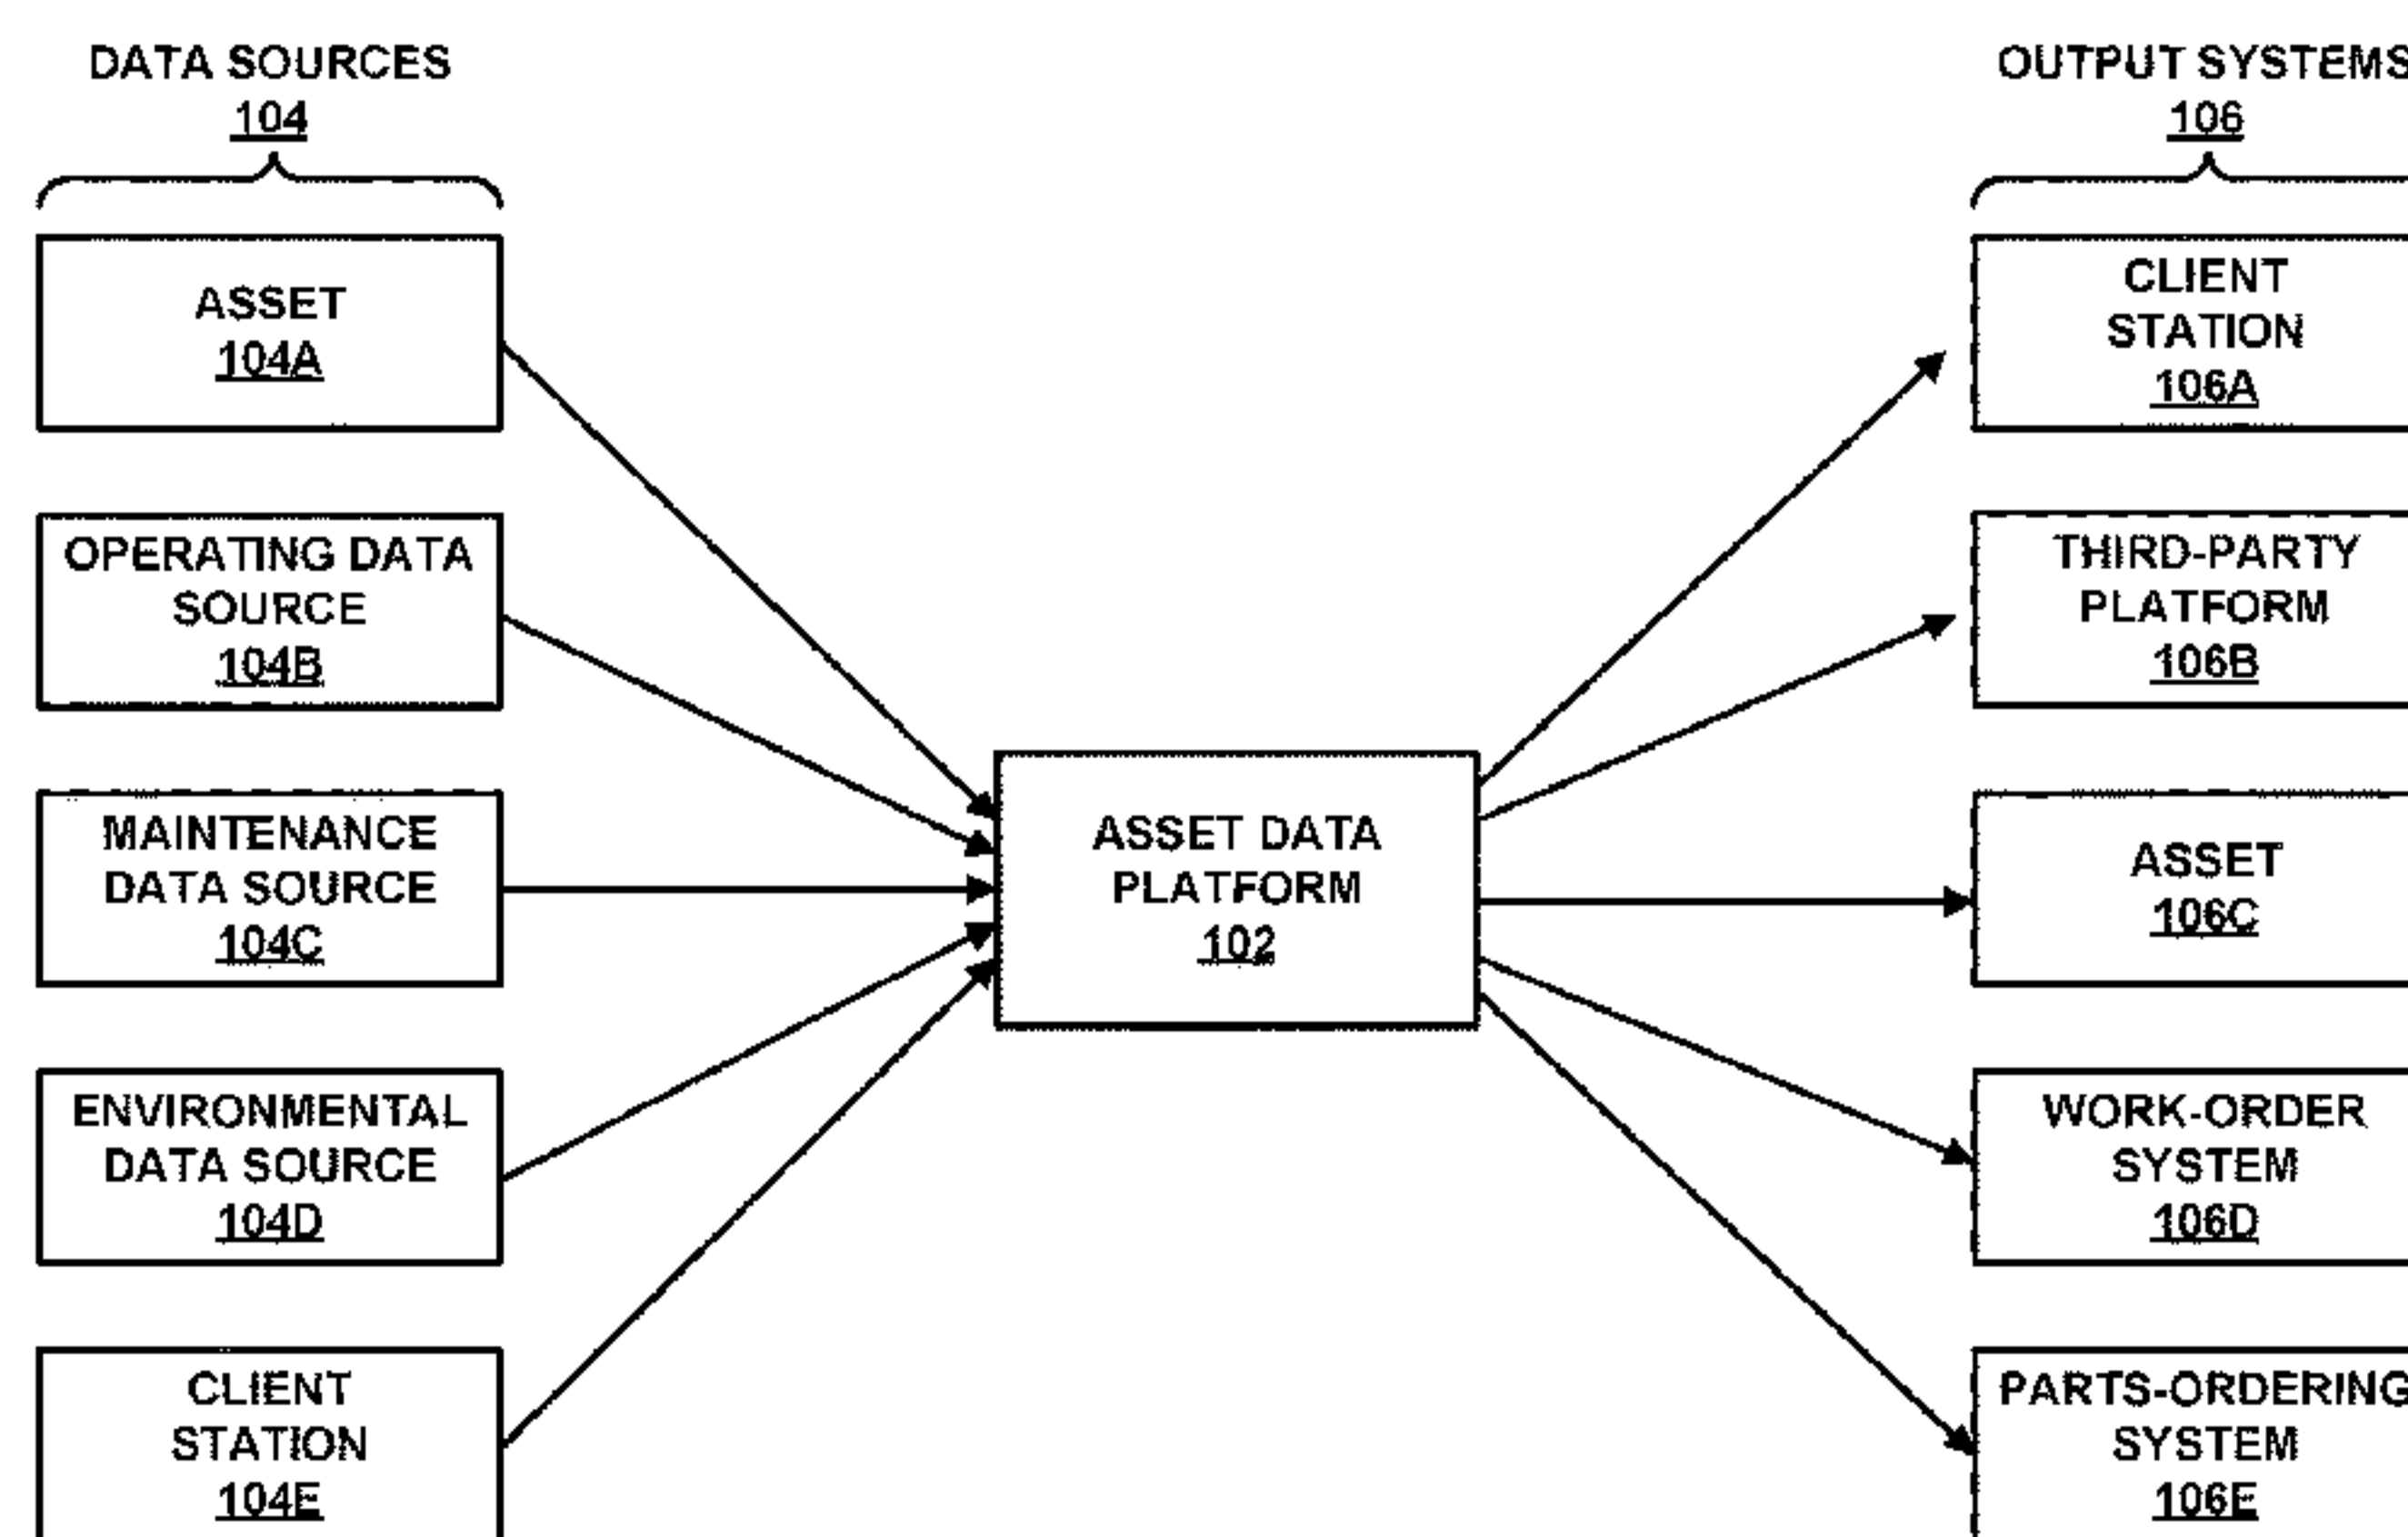 DATA SOURCES
104
ASSET
104A
OPERATING DATA
SOURCE
104B
MAINTENANCE
DATA SOURCE
104C
ENVIRONMENTAL
DATA SOURCE
104D
CLIENT
STATION
104E
ASSET DATA
PLATFORM
102
OUTPUT SYSTEMS
106
CLIENT
STATION
106A
THIRD-PARTY
PLATFORM
106B
ASSET
106C
WORK-ORDER
SYSTEM
106D
PARTS-ORDERING
SYSTEM
106E